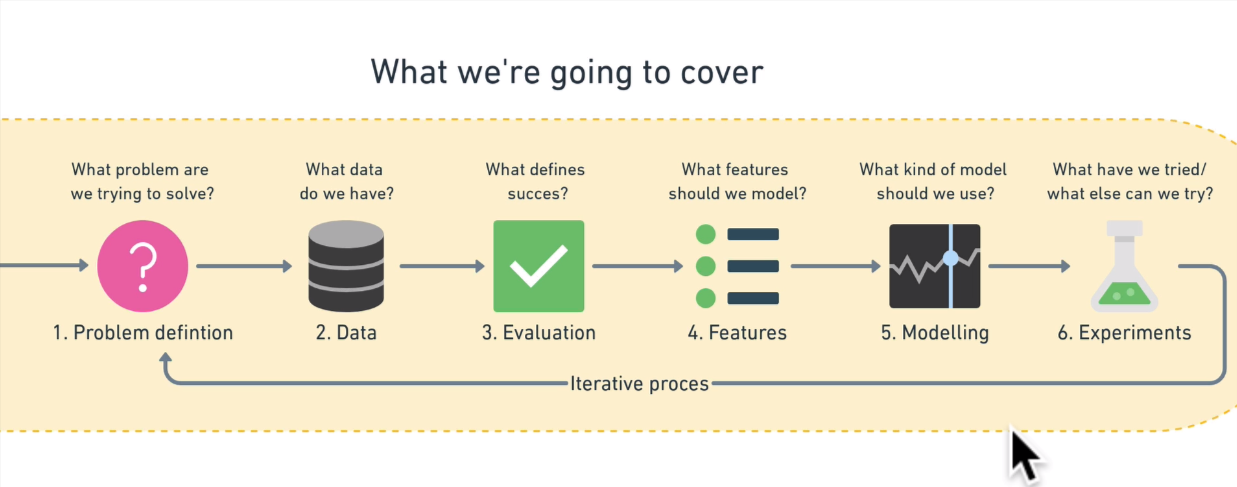 What we're going to cover
What problem are
we trying to solve?
What data
do we have?
What defines
succes?
What features
should we model?
What kind of model
should we use?
What have we tried/
what else can we try?
?
1. Problem defintion
2. Data
3. Evaluation
4. Features
5. Modelling
6. Experiments
Iterative proces